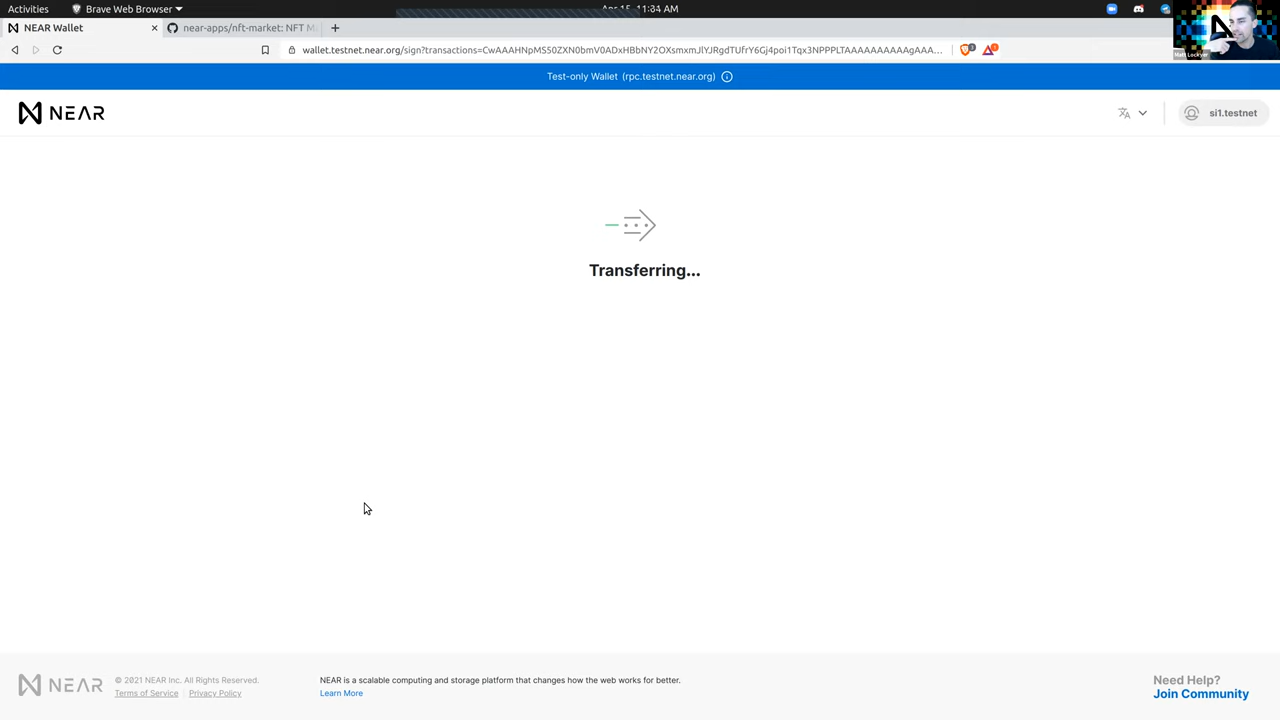 Activities
Brave Web Browser
Apr 15, 11:34 AM
NEAR Wallet
near-apps/nft-market: NFT M
wallet.testnet.near.org/sign?transactions=
Test-only Wallet (rpc.testnet.near.org)
NEAR
si1.testnet
Transferring...
NEAR
© 2021 NEAR Inc. All Rights Reserved.
Terms of Service | Privacy Policy
NEAR is a scalable computing and storage platform that changes how the web works for better.
Learn More
Need Help?
Join Community
Matt Lockyer